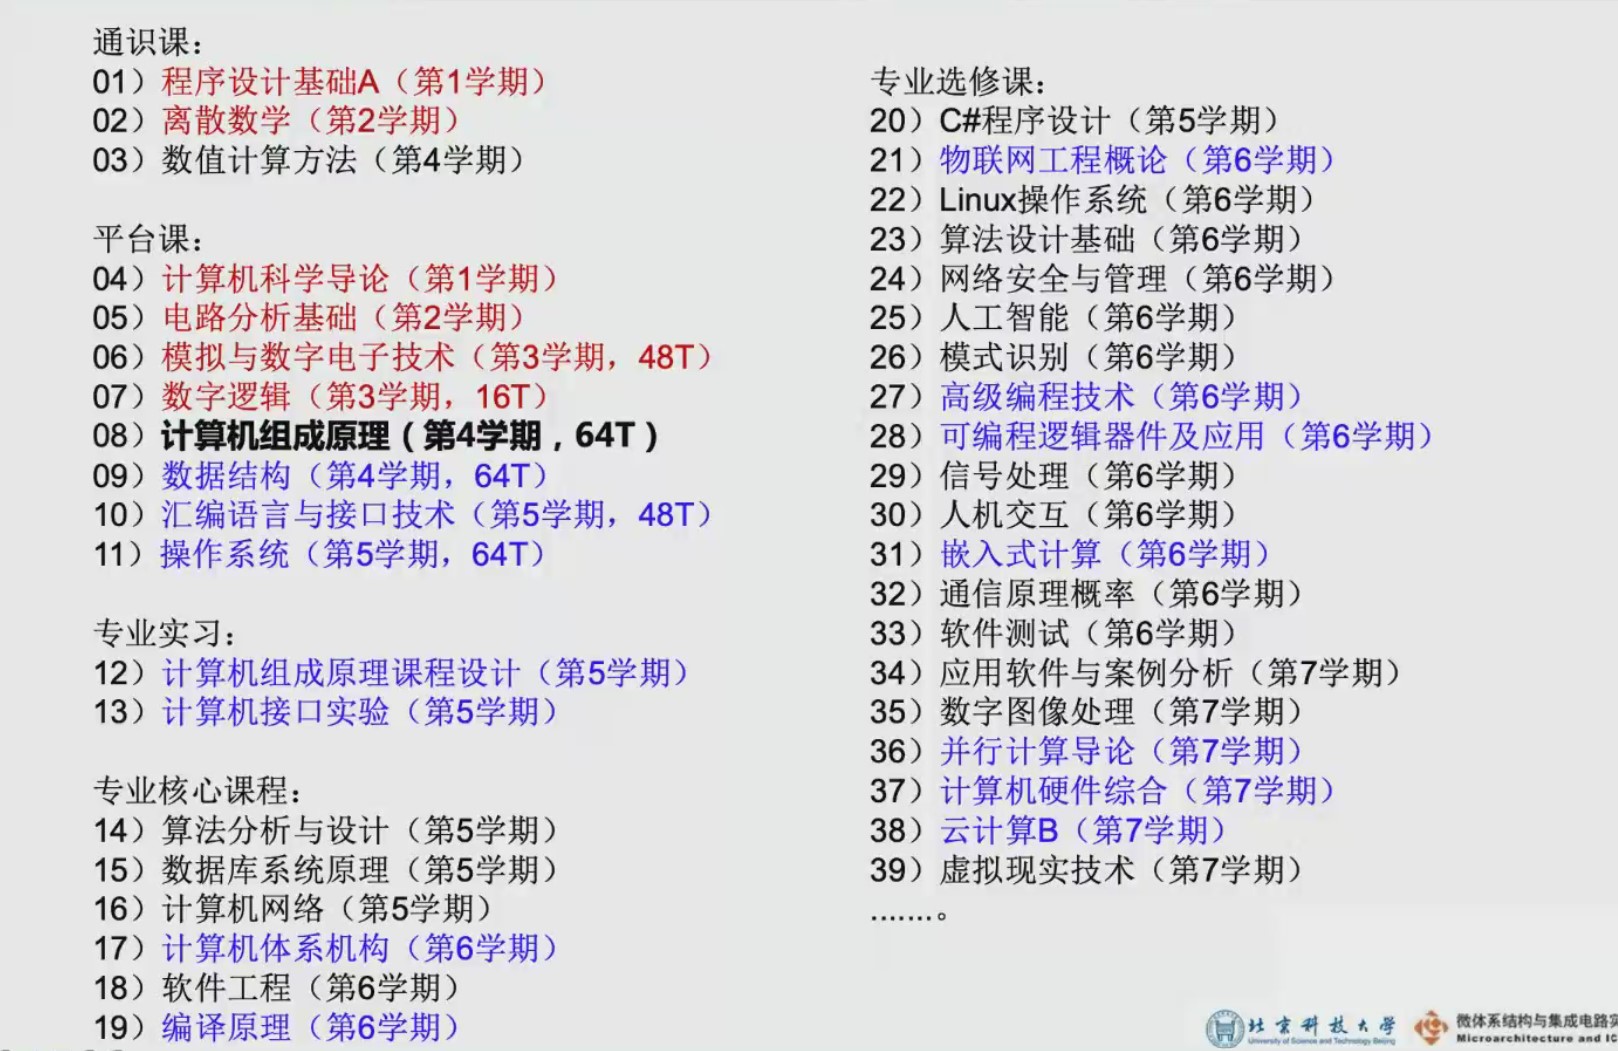 通识课：
01）程序设计基础A（第1学期）
02）离散数学（第2学期）
03）数值计算方法（第4学期）
平台课：
04）计算机科学导论（第1学期）
05）电路分析基础（第2学期）
06）模拟与数字电子技术（第3学期，48T）
07）数字逻辑（第3学期，16T）
08）计算机组成原理（第4学期，64T）
09）数据结构（第4学期，64T）
10）汇编语言与接口技术（第5学期，48T）
11）操作系统（第5学期，64T）
专业实习：
12）计算机组成原理课程设计（第5学期）
13）计算机接口实验（第5学期）
专业核心课程：
14）算法分析与设计（第5学期）
15）数据库系统原理（第5学期）
16）计算机网络（第5学期）
17）计算机体系机构（第6学期）
18）软件工程（第6学期）
19）编译原理（第6学期）
专业选修课：
20）C#程序设计（第5学期）
21）物联网工程概论（第6学期）
22）Linux操作系统（第6学期）
23）算法设计基础（第6学期）
24）网络安全与管理（第6学期）
25）人工智能（第6学期）
26）模式识别（第6学期）
27）高级编程技术（第6学期）
28）可编程逻辑器件及应用（第6学期）
29）信号处理（第6学期）
30）人机交互（第6学期）
31）嵌入式计算（第6学期）
32）通信原理概率（第6学期）
33）软件测试（第6学期）
34）应用软件与案例分析（第7学期）
35）数字图像处理（第7学期）
36）并行计算导论（第7学期）
37）计算机硬件综合（第7学期）
38）云计算B（第7学期）
39）虚拟现实技术（第7学期）
.......。
北京科技大学
University of Science and Technology Beijing
微体系结构与集成电路实
Microarchitecture and IC